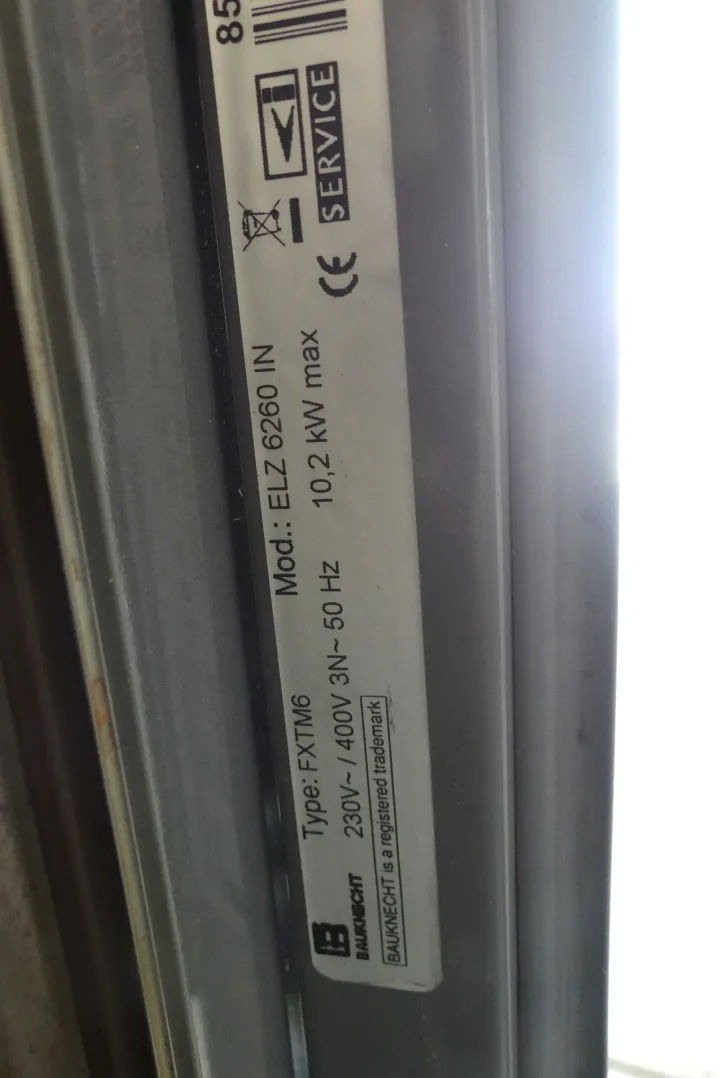 BAUKNECHT
Type: FXTM6
Mod.: ELZ 6260 IN
230V~ / 400V 3N~ 50 Hz
10,2 kW max
BAUKNECHT is a registered trademark
CE
SERVICE
i
85